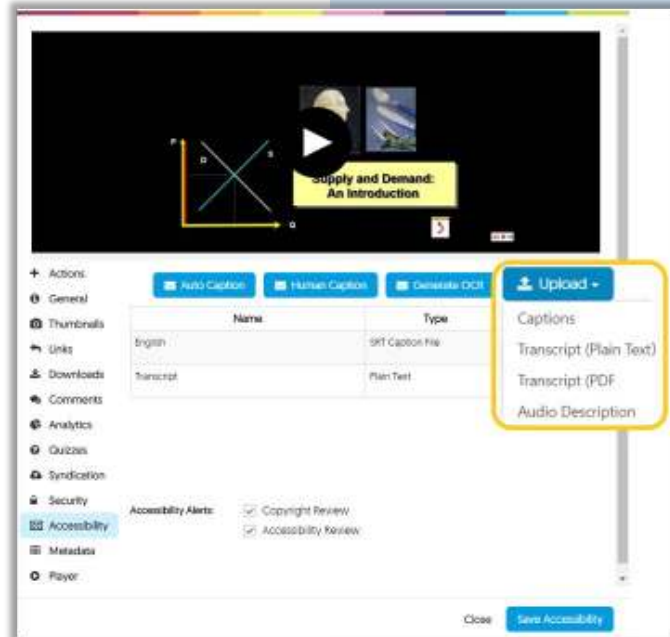 P
D
S
Q
Supply and Demand:
An Introduction
Actions
General
Thumbnails
Links
Downloads
Comments
Analytics
Quizzes
Syndication
Security
Accessibility
Metadata
Player
Auto Caption
Human Caption
Generate OCR
Upload
Captions
Transcript (Plain Text)
Transcript (PDF
Audio Description
Name
Type
English
SRT Caption File
Transcript
Plain Text
Accessibility Alerts:
Copyright Review
Accessibility Review
Close
Save Accessibility